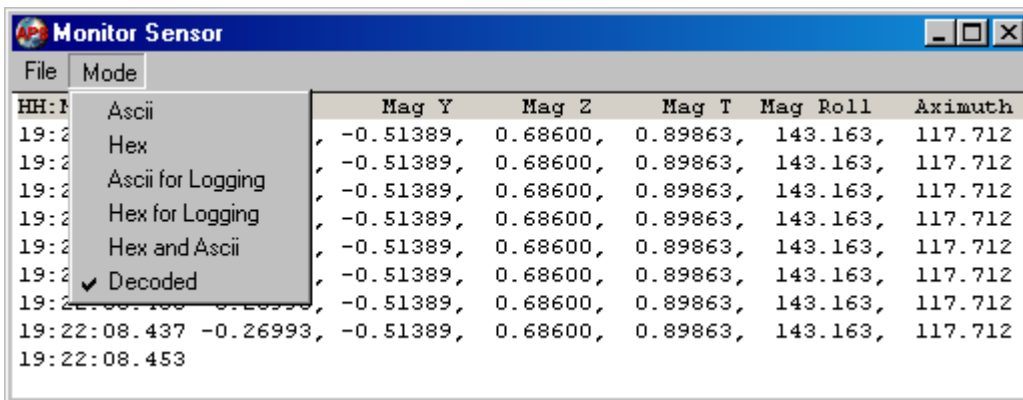 APS Monitor Sensor
File Mode
Ascii
Hex
Ascii for Logging
Hex for Logging
Hex and Ascii
✓ Decoded
HH: Mag Y Mag Z Mag T Mag Roll Aximuth
19:2 , -0.51389, 0.68600, 0.89863, 143.163, 117.712
19:2 , -0.51389, 0.68600, 0.89863, 143.163, 117.712
19:2 , -0.51389, 0.68600, 0.89863, 143.163, 117.712
19:2 , -0.51389, 0.68600, 0.89863, 143.163, 117.712
19:2 , -0.51389, 0.68600, 0.89863, 143.163, 117.712
19:2 , -0.51389, 0.68600, 0.89863, 143.163, 117.712
-0.51389, 0.68600, 0.89863, 143.163, 117.712
19:22:08.437 -0.26993, -0.51389, 0.68600, 0.89863, 143.163, 117.712
19:22:08.453